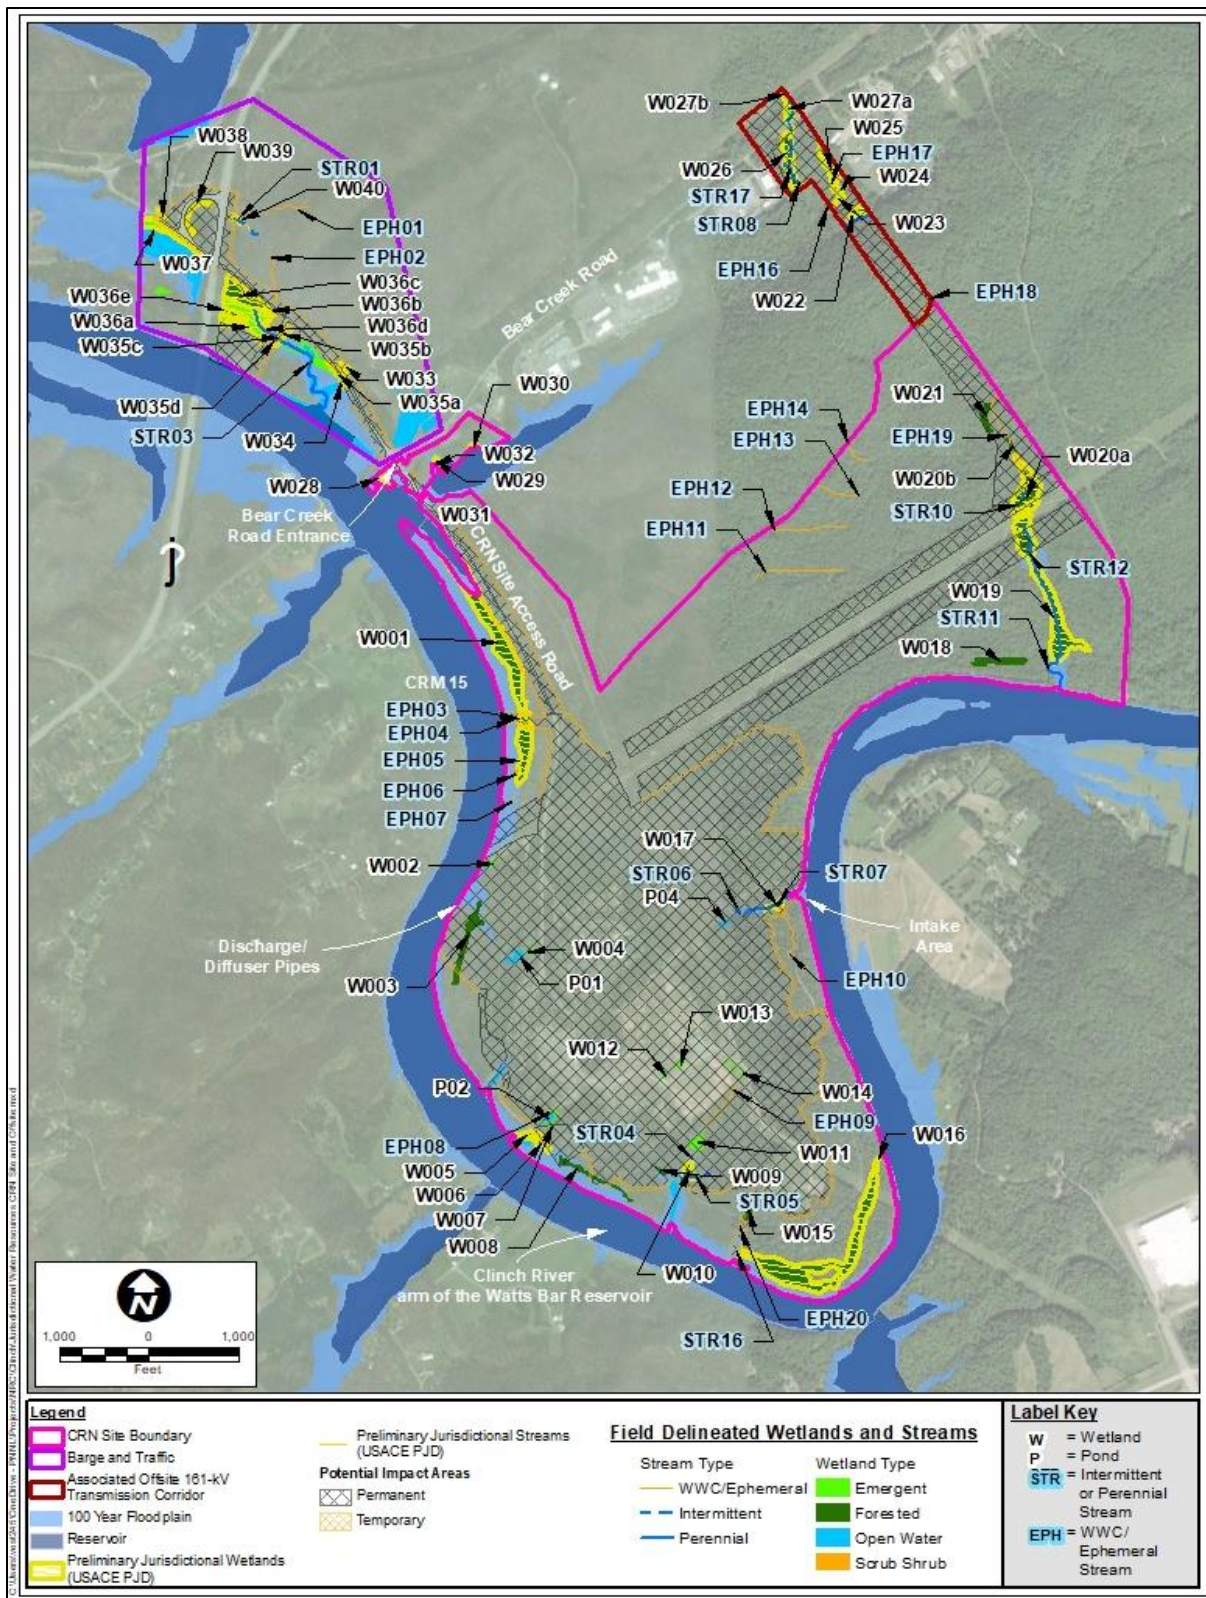 W027b
W027a
W025
EPH17
W026
W024
STR17
STR08
W023
EPH16
W022
EPH18
W038
W039
STR01
W040
EPH01
EPH02
W037
W036c
W036e
W036b
W036a
W036d
W035c
W035b
W033
W035d
W035a
STR03
W034
W030
W032
W028
W029
W031
Bear Creek Road
Bear Creek
Road Entrance
CRN Site Access Road
W021
EPH14
EPH13
EPH19
W020a
W020b
EPH12
STR10
EPH11
STR12
W019
STR11
W018
W001
CRM 15
EPH03
EPH04
EPH05
EPH06
EPH07
W002
W017
STR06
STR07
P04
Discharge/
Diffuser Pipes
Intake
Area
W004
W003
P01
EPH10
W013
W012
W014
P02
EPH09
STR04
EPH08
W016
W011
W005
W009
W006
STR05
W007
W015
W008
Clinch River
arm of the Watts Bar Reservoir
W010
EPH20
STR16
N
1,000 0 1,000
Feet
Legend
CRN Site Boundary
Barge and Traffic
Associated Offsite 161-kV
Transmission Corridor
100 Year Floodplain
Reservoir
Preliminary Jurisdictional Wetlands
(USACE PJD)
Preliminary Jurisdictional Streams
(USACE PJD)
Potential Impact Areas
Permanent
Temporary
Field Delineated Wetlands and Streams
Stream Type
WWC/Ephemeral
Intermittent
Perennial
Wetland Type
Emergent
Forested
Open Water
Scrub Shrub
Label Key
W = Wetland
P = Pond
STR = Intermittent
or Perennial
Stream
EPH = WWC/
Ephemeral
Stream